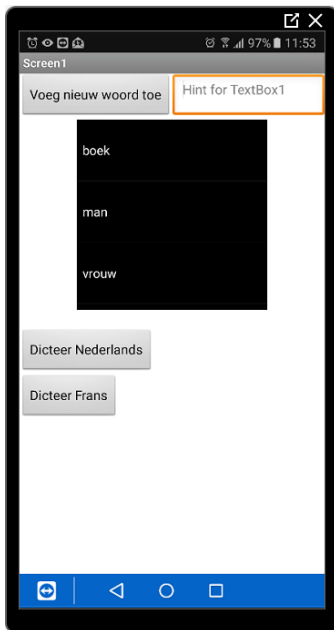 97% 11:53
Screen1
Voeg nieuw woord toe Hint for TextBox1
boek
man
vrouw
Dicteer Nederlands
Dicteer Frans